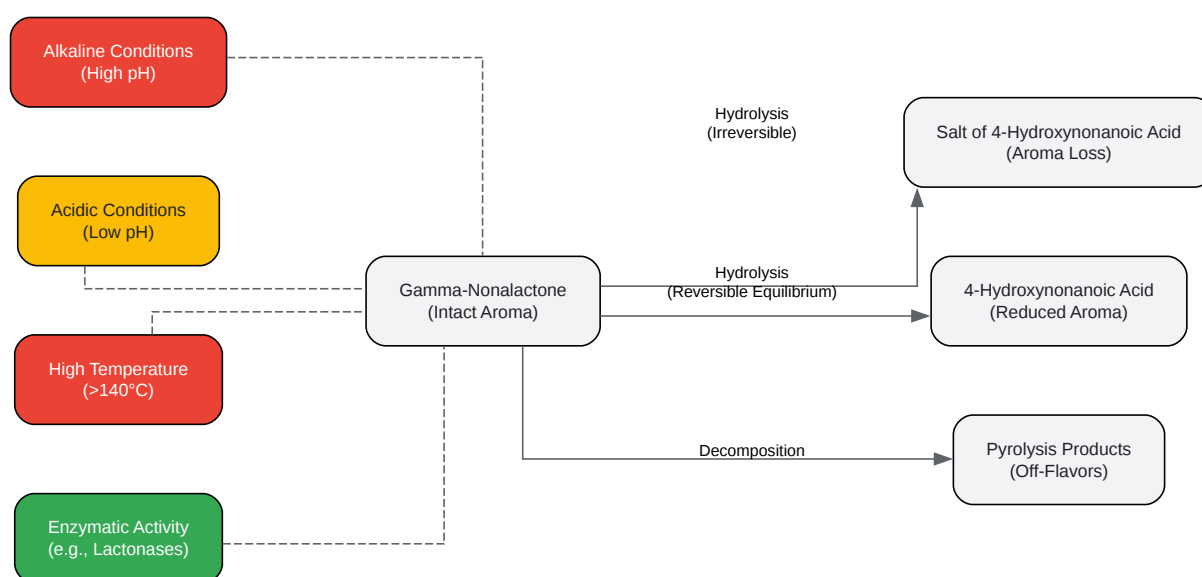 Alkaline Conditions
(High pH)
Hydrolysis
(Irreversible)
Salt of 4-Hydroxynonanoic Acid
(Aroma Loss)
Acidic Conditions
(Low pH)
Gamma-Nonalactone
(Intact Aroma)
Hydrolysis
(Reversible Equilibrium)
4-Hydroxynonanoic Acid
(Reduced Aroma)
High Temperature
(>140°C)
Decomposition
Pyrolysis Products
(Off-Flavors)
Enzymatic Activity
(e.g., Lactonases)